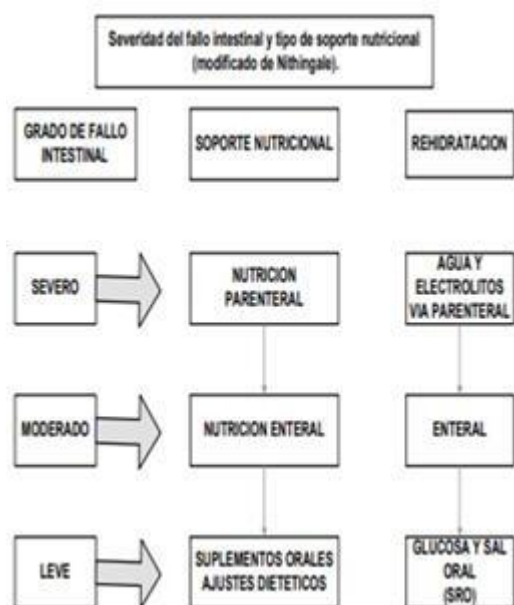 Severidad del fallo intestinal y tipo de soporte nutricional
(modificado de Nithingale).
GRADO DE FALLO
INTESTINAL
SOPORTE NUTRICIONAL
REHIDRATACION
SEVERO
NUTRICION
PARENTERAL
AGUA Y
ELECTROLITOS
VIA PARENTERAL
MODERADO
NUTRICION ENTERAL
ENTERAL
LEVE
SUPLEMENTOS ORALES
AJUSTES DIETETICOS
GLUCOSA Y SAL
ORAL
(SRO)